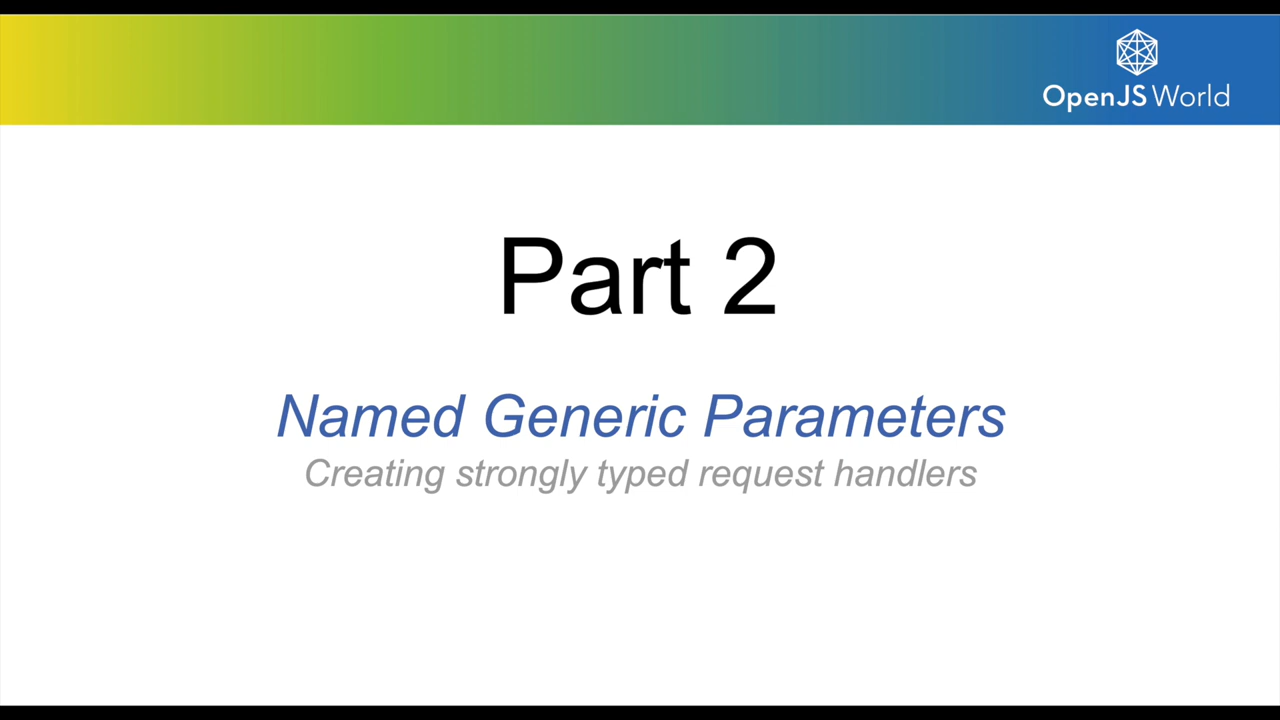 OpenJS World
Part 2
Named Generic Parameters
Creating strongly typed request handlers